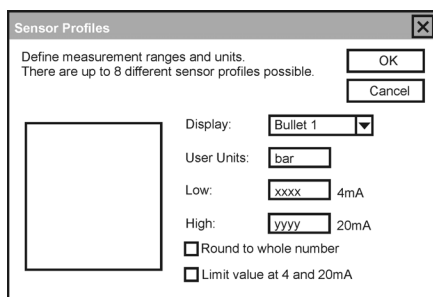 Sensor Profiles
Define measurement ranges and units.
There are up to 8 different sensor profiles possible.
OK
Cancel
Display: Bullet 1
User Units: bar
Low: xxxx 4mA
High: yyyy 20mA
Round to whole number
Limit value at 4 and 20mA